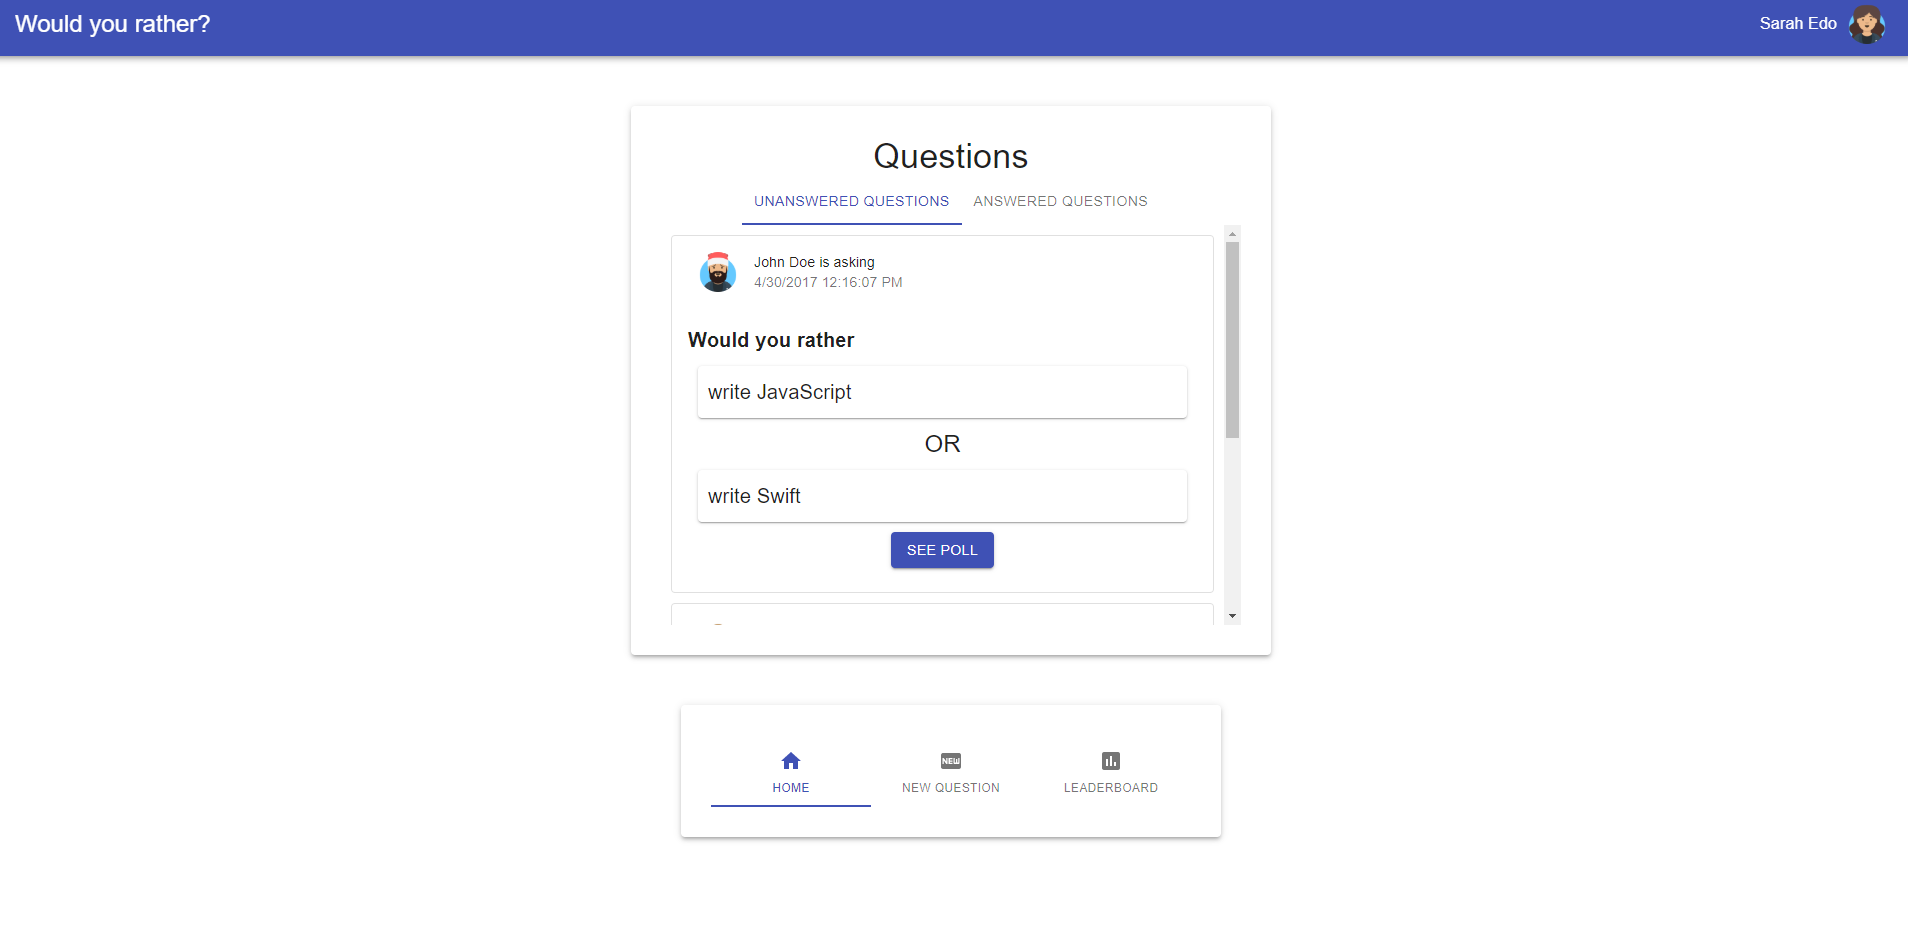 Would you rather?
Sarah Edo
Questions
UNANSWERED QUESTIONS
ANSWERED QUESTIONS
John Doe is asking
4/30/2017 12:16:07 PM
Would you rather
write JavaScript
OR
write Swift
SEE POLL
NEW
HOME
NEW QUESTION
LEADERBOARD